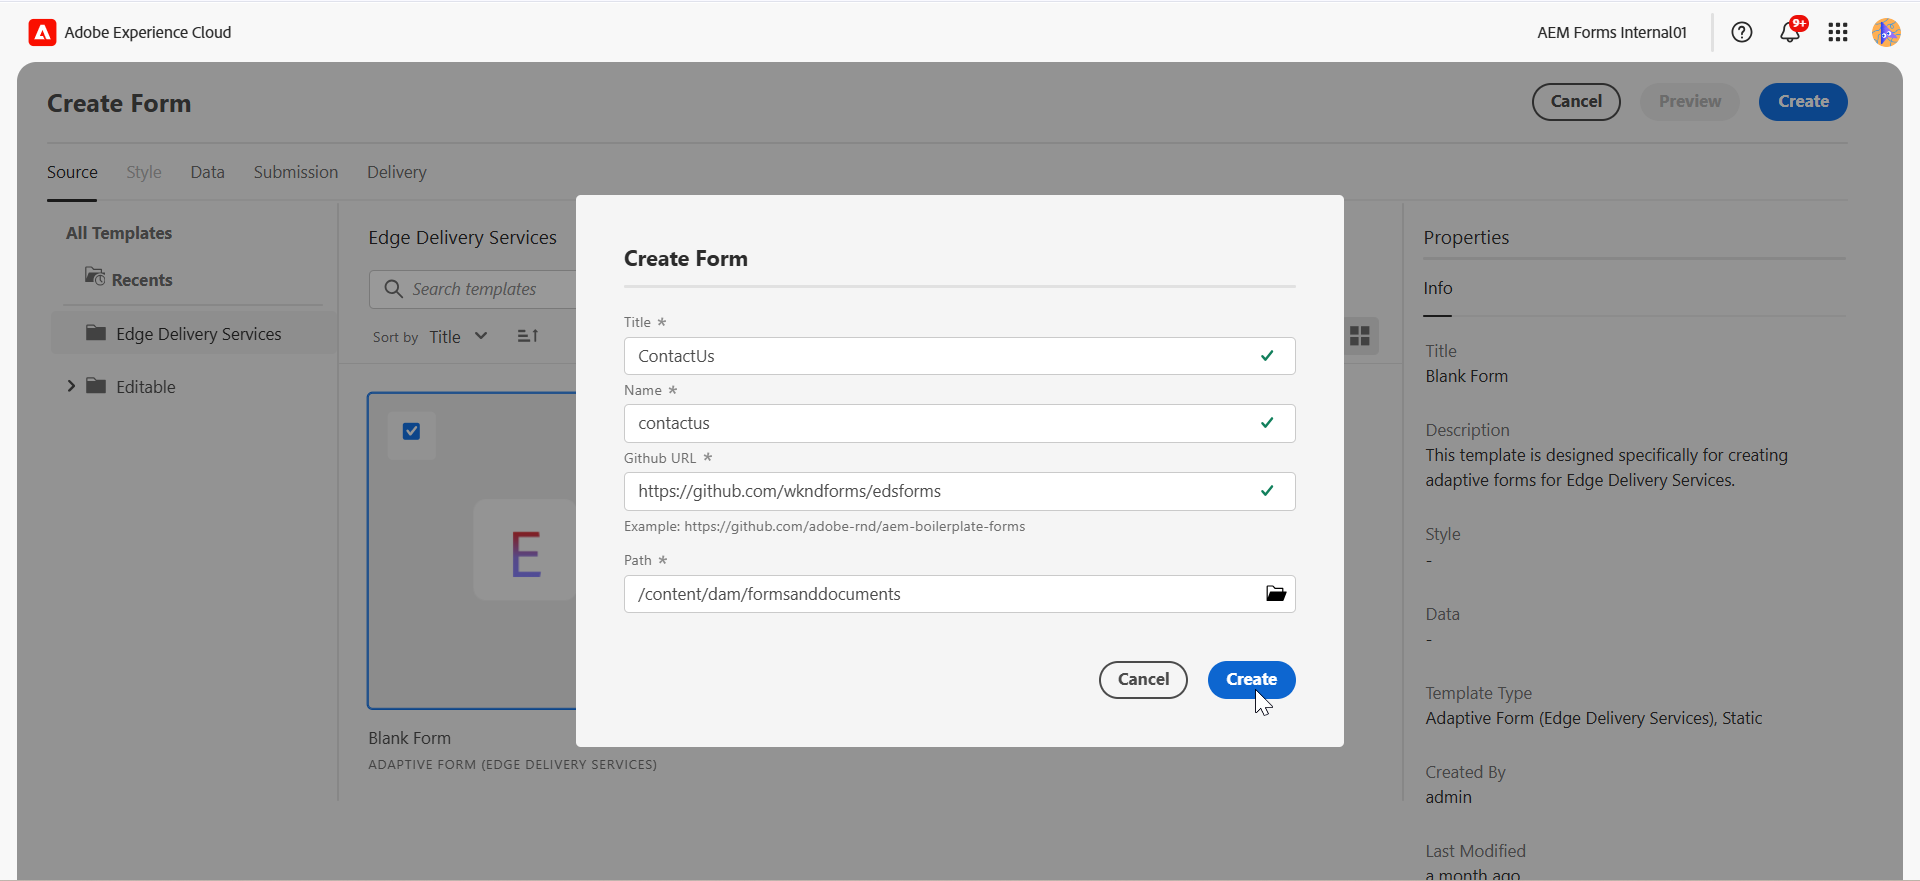 Adobe Experience Cloud
AEM Forms Internal01
9+
Create Form
Cancel
Preview
Create
Source
Style
Data
Submission
Delivery
All Templates
Recents
Edge Delivery Services
Editable
Edge Delivery Services
Search templates
Sort by Title
E
Blank Form
ADAPTIVE FORM (EDGE DELIVERY SERVICES)
Create Form
Title *
ContactUs
Name *
contactus
Github URL *
https://github.com/wkndforms/edsforms
Example: https://github.com/adobe-rnd/aem-boilerplate-forms
Path *
/content/dam/formsanddocuments
Cancel
Create
Properties
Info
Title
Blank Form
Description
This template is designed specifically for creating
adaptive forms for Edge Delivery Services.
Style
-
Data
-
Template Type
Adaptive Form (Edge Delivery Services), Static
Created By
admin
Last Modified
a month ago